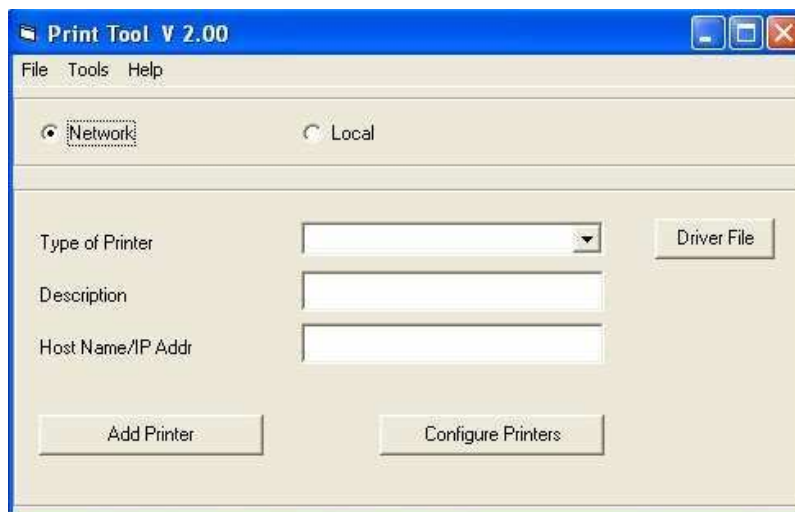 Print Tool V 2.00
File Tools Help
Network Local
Type of Printer Driver File
Description
Host Name/IP Addr
Add Printer Configure Printers